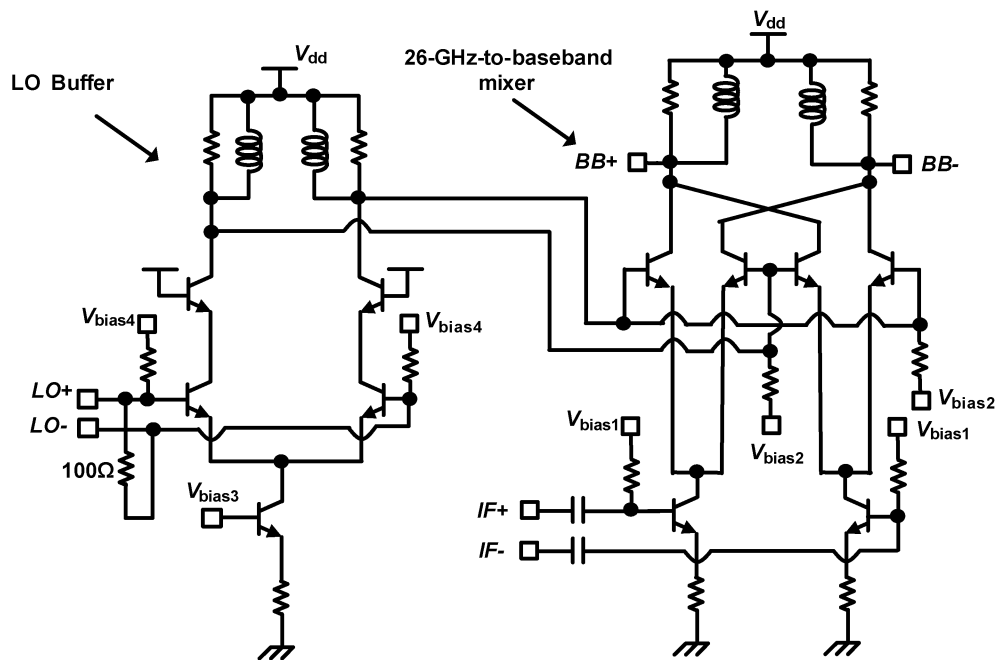 LO Buffer
Vdd
26-GHz-to-baseband
mixer
Vdd
BB+
BB-
Vbias4
Vbias4
LO+
LO-
100Ω
Vbias3
Vbias1
Vbias2
Vbias2
Vbias1
IF+
IF-